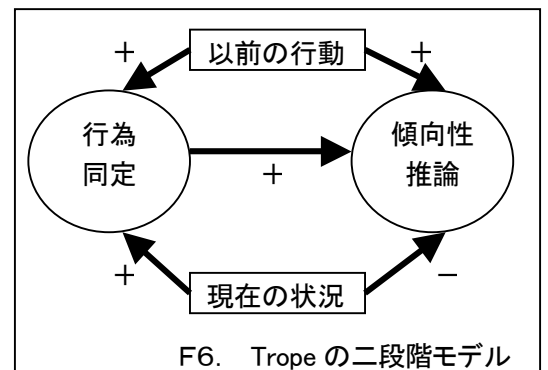 ＋ 以前の行動 ＋
行為
同定
傾向性
推論
＋
＋ 現在の状況 －
F6． Trope の二段階モデル